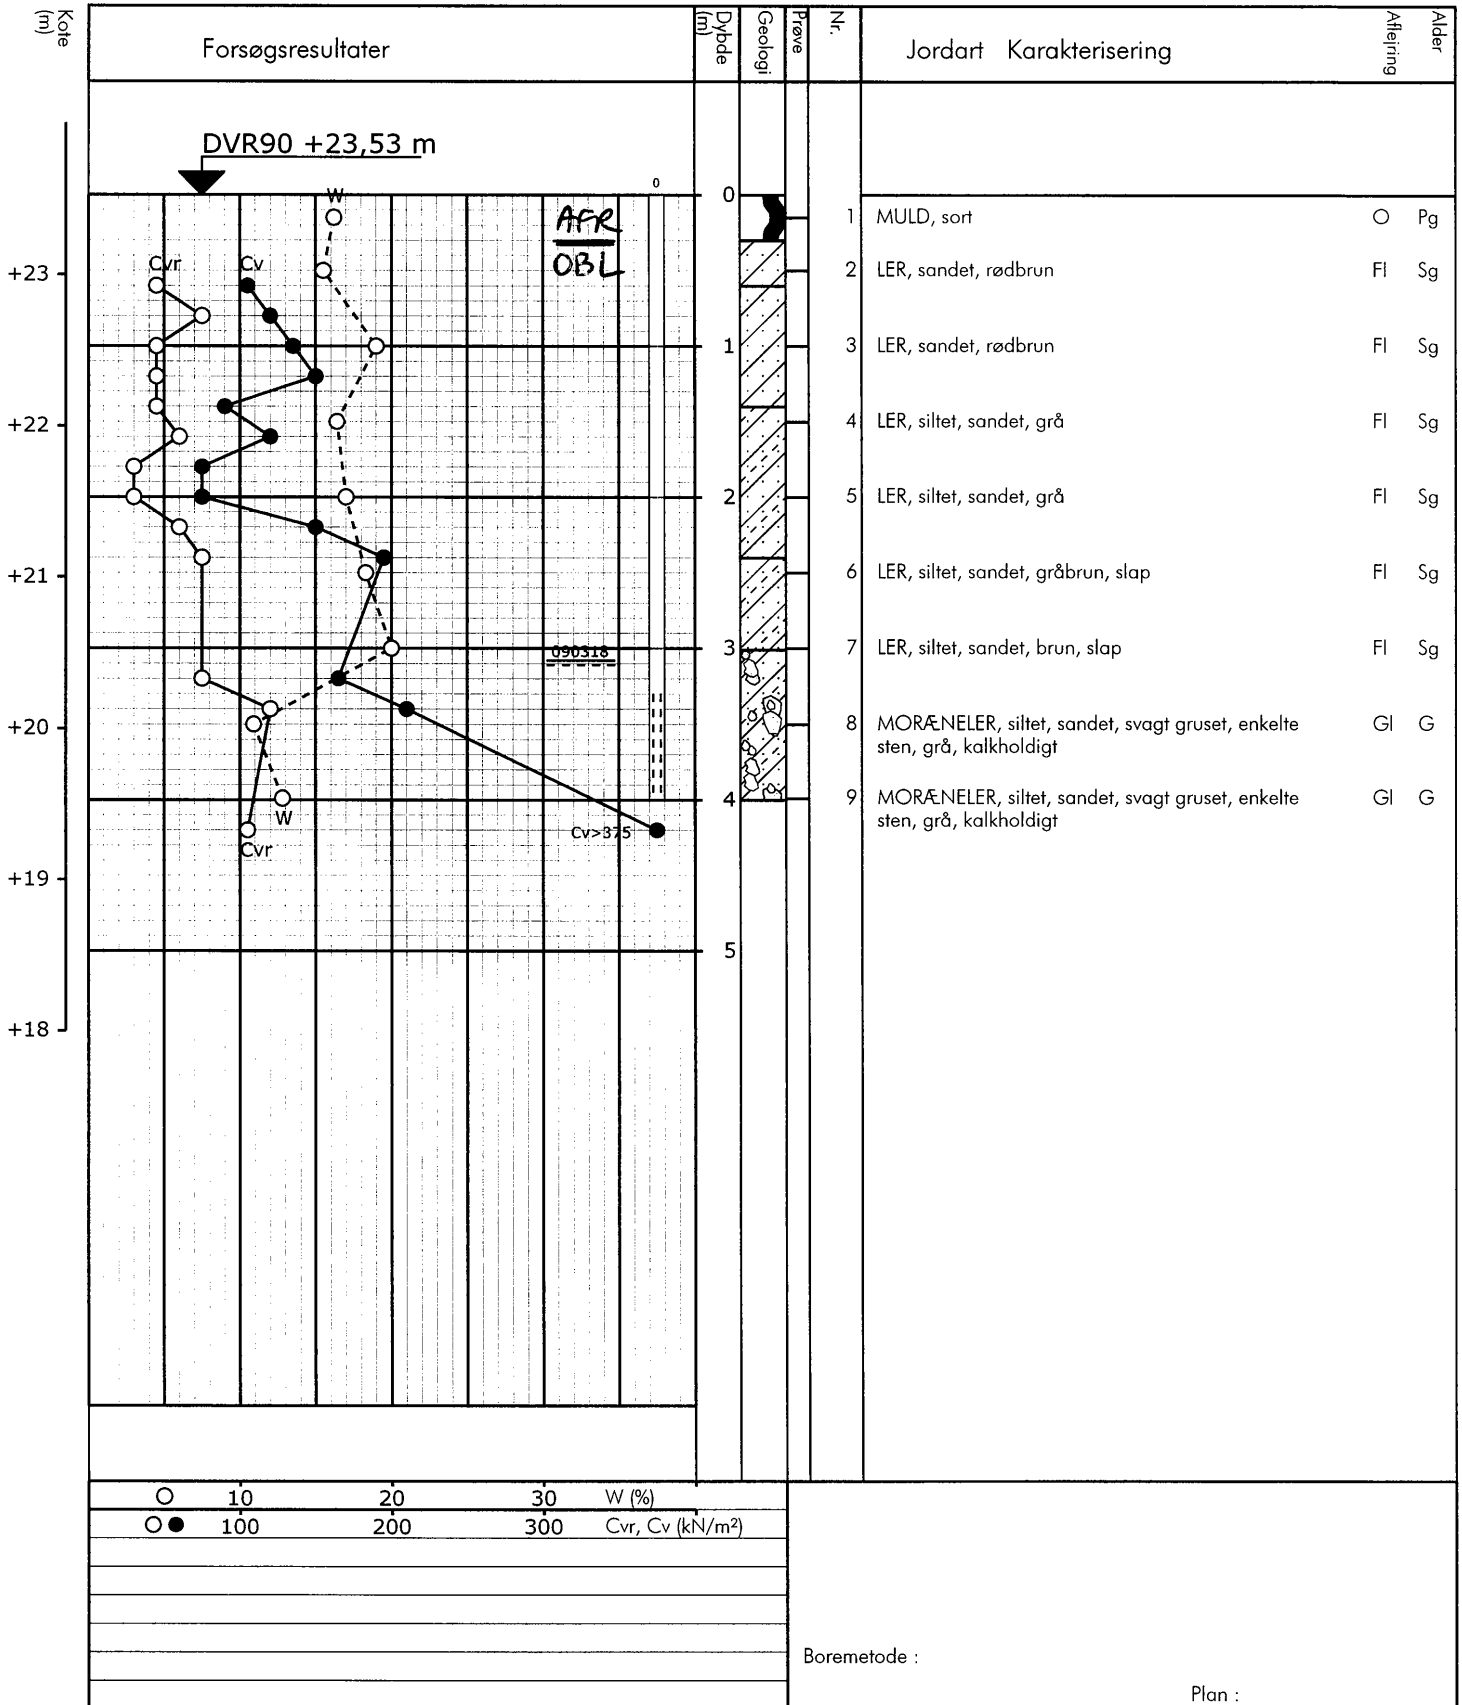 Kote (m)
Forsøgsresultater
Dybde (m)
Geologi
Prøve
Nr.
Jordart Karakterisering
Aflejring
Alder
DVR90 +23,53 m
W
0
0
AFR
OBL
1 MULD, sort O Pg
Cvr
Cv
+23
2 LER, sandet, rødbrun Fl Sg
1
3 LER, sandet, rødbrun Fl Sg
+22
4 LER, siltet, sandet, grå Fl Sg
2
5 LER, siltet, sandet, grå Fl Sg
+21
6 LER, siltet, sandet, gråbrun, slap Fl Sg
090318
3
7 LER, siltet, sandet, brun, slap Fl Sg
+20
8 MORÆNELER, siltet, sandet, svagt gruset, enkelte Gl G
sten, grå, kalkholdigt
4
9 MORÆNELER, siltet, sandet, svagt gruset, enkelte Gl G
sten, grå, kalkholdigt
W
Cv>375
Cvr
+19
5
+18
10 20 30 W (%)
100 200 300 Cvr, Cv (kN/m²)
Boremetode :
Plan :